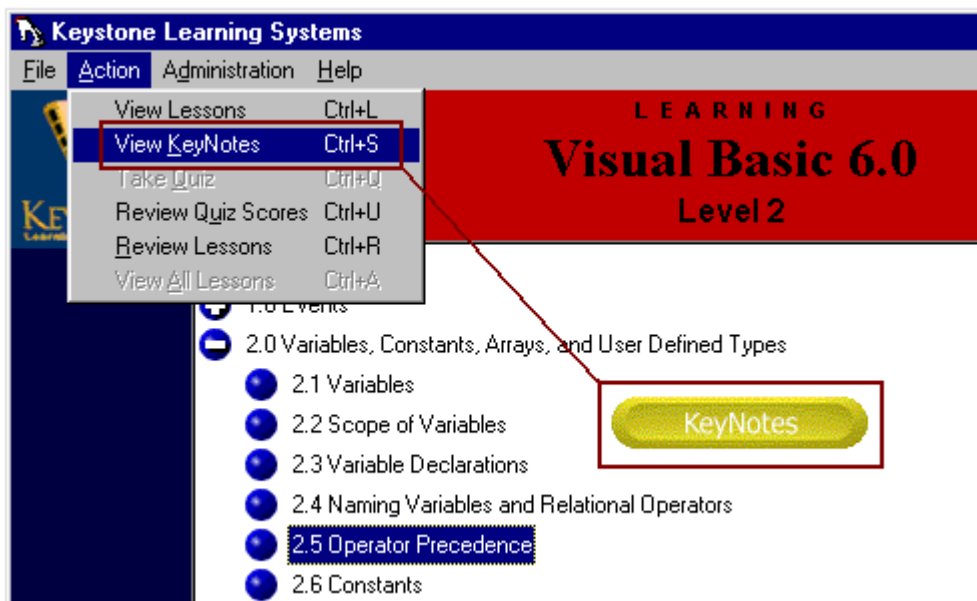 Keystone Learning Systems
File Action Administration Help
LEARNING
Visual Basic 6.0
Level 2
View Lessons Ctrl+L
View KeyNotes Ctrl+S
Take Quiz Ctrl+Q
Review Quiz Scores Ctrl+U
Review Lessons Ctrl+R
View All Lessons Ctrl+A
1.0 Events
2.0 Variables, Constants, Arrays, and User Defined Types
2.1 Variables
2.2 Scope of Variables
KeyNotes
2.3 Variable Declarations
2.4 Naming Variables and Relational Operators
2.5 Operator Precedence
2.6 Constants